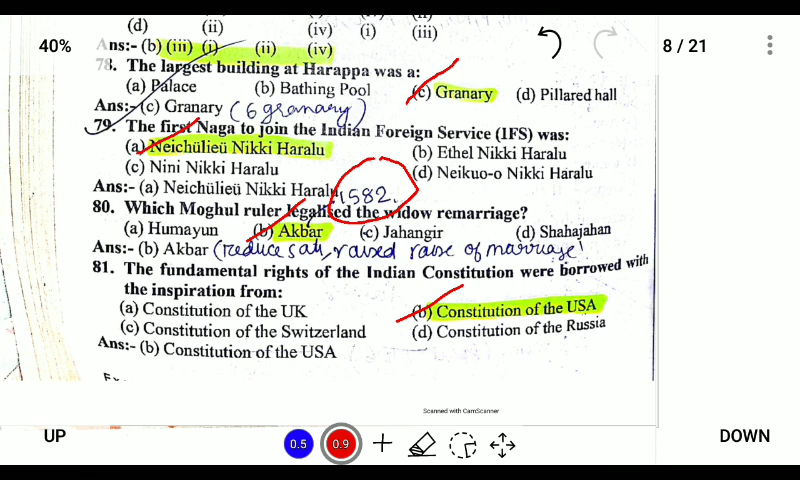 40%
8 / 21
(d) (ii) (iv) (i) (iii)
Ans:- (b) (iii) (i) (ii) (iv)
78. The largest building at Harappa was a:
(a) Palace (b) Bathing Pool (c) Granary (d) Pillared hall
Ans:- (c) Granary (6 granary)
79. The first Naga to join the Indian Foreign Service (IFS) was:
(a) Neichülieü Nikki Haralu (b) Ethel Nikki Haralu
(c) Nini Nikki Haralu (d) Neikuo-o Nikki Haralu
Ans:- (a) Neichülieü Nikki Haralu 1582.
80. Which Moghul ruler legalised the widow remarriage?
(a) Humayun (b) Akbar (c) Jahangir (d) Shahajahan
Ans:- (b) Akbar (reduce sati, raised raise of marriage)
81. The fundamental rights of the Indian Constitution were borrowed with
the inspiration from:
(a) Constitution of the UK (b) Constitution of the USA
(c) Constitution of the Switzerland (d) Constitution of the Russia
Ans:- (b) Constitution of the USA
Scanned with CamScanner
UP 0.5 0.9 DOWN